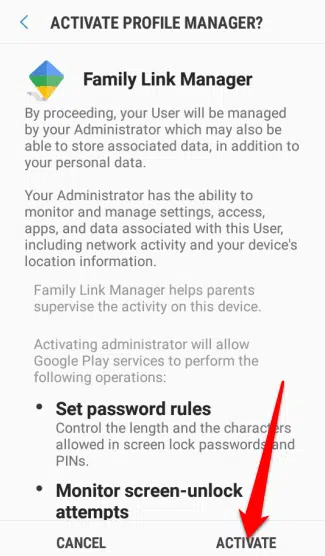 ACTIVATE PROFILE MANAGER?
Family Link Manager
By proceeding, your User will be managed
by your Administrator which may also be
able to store associated data, in addition to
your personal data.
Your Administrator has the ability to
monitor and manage settings, access,
apps, and data associated with this User,
including network activity and your device's
location information.
Family Link Manager helps parents
supervise the activity on this device.
Activating administrator will allow
Google Play services to perform the
following operations:
• Set password rules
Control the length and the characters
allowed in screen lock passwords and
PINs.
• Monitor screen-unlock
attempts
CANCEL ACTIVATE